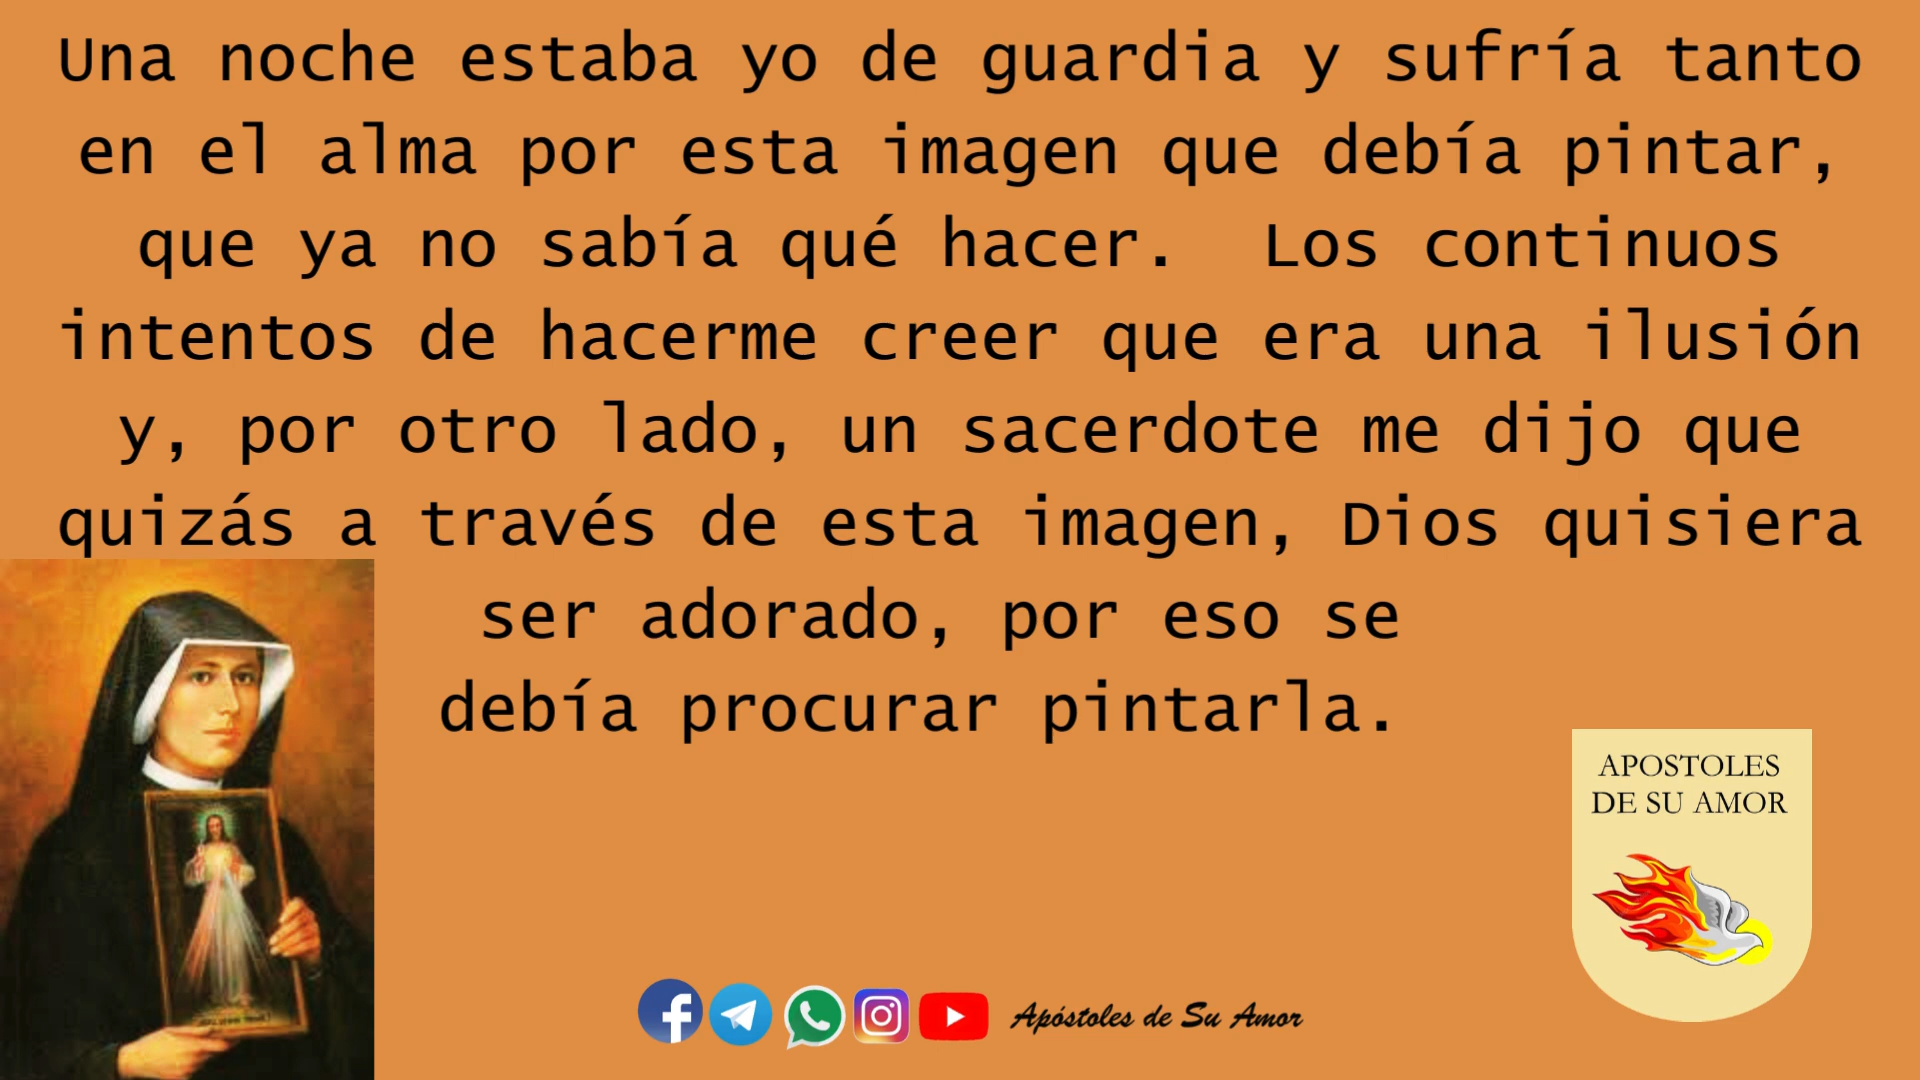 Una noche estaba yo de guardia y sufría tanto
en el alma por esta imagen que debía pintar,
que ya no sabía qué hacer.  Los continuos
intentos de hacerme creer que era una ilusión
y, por otro lado, un sacerdote me dijo que
quizás a través de esta imagen, Dios quisiera
ser adorado, por eso se
debía procurar pintarla.
APOSTOLES
DE SU AMOR
Apóstoles de Su Amor